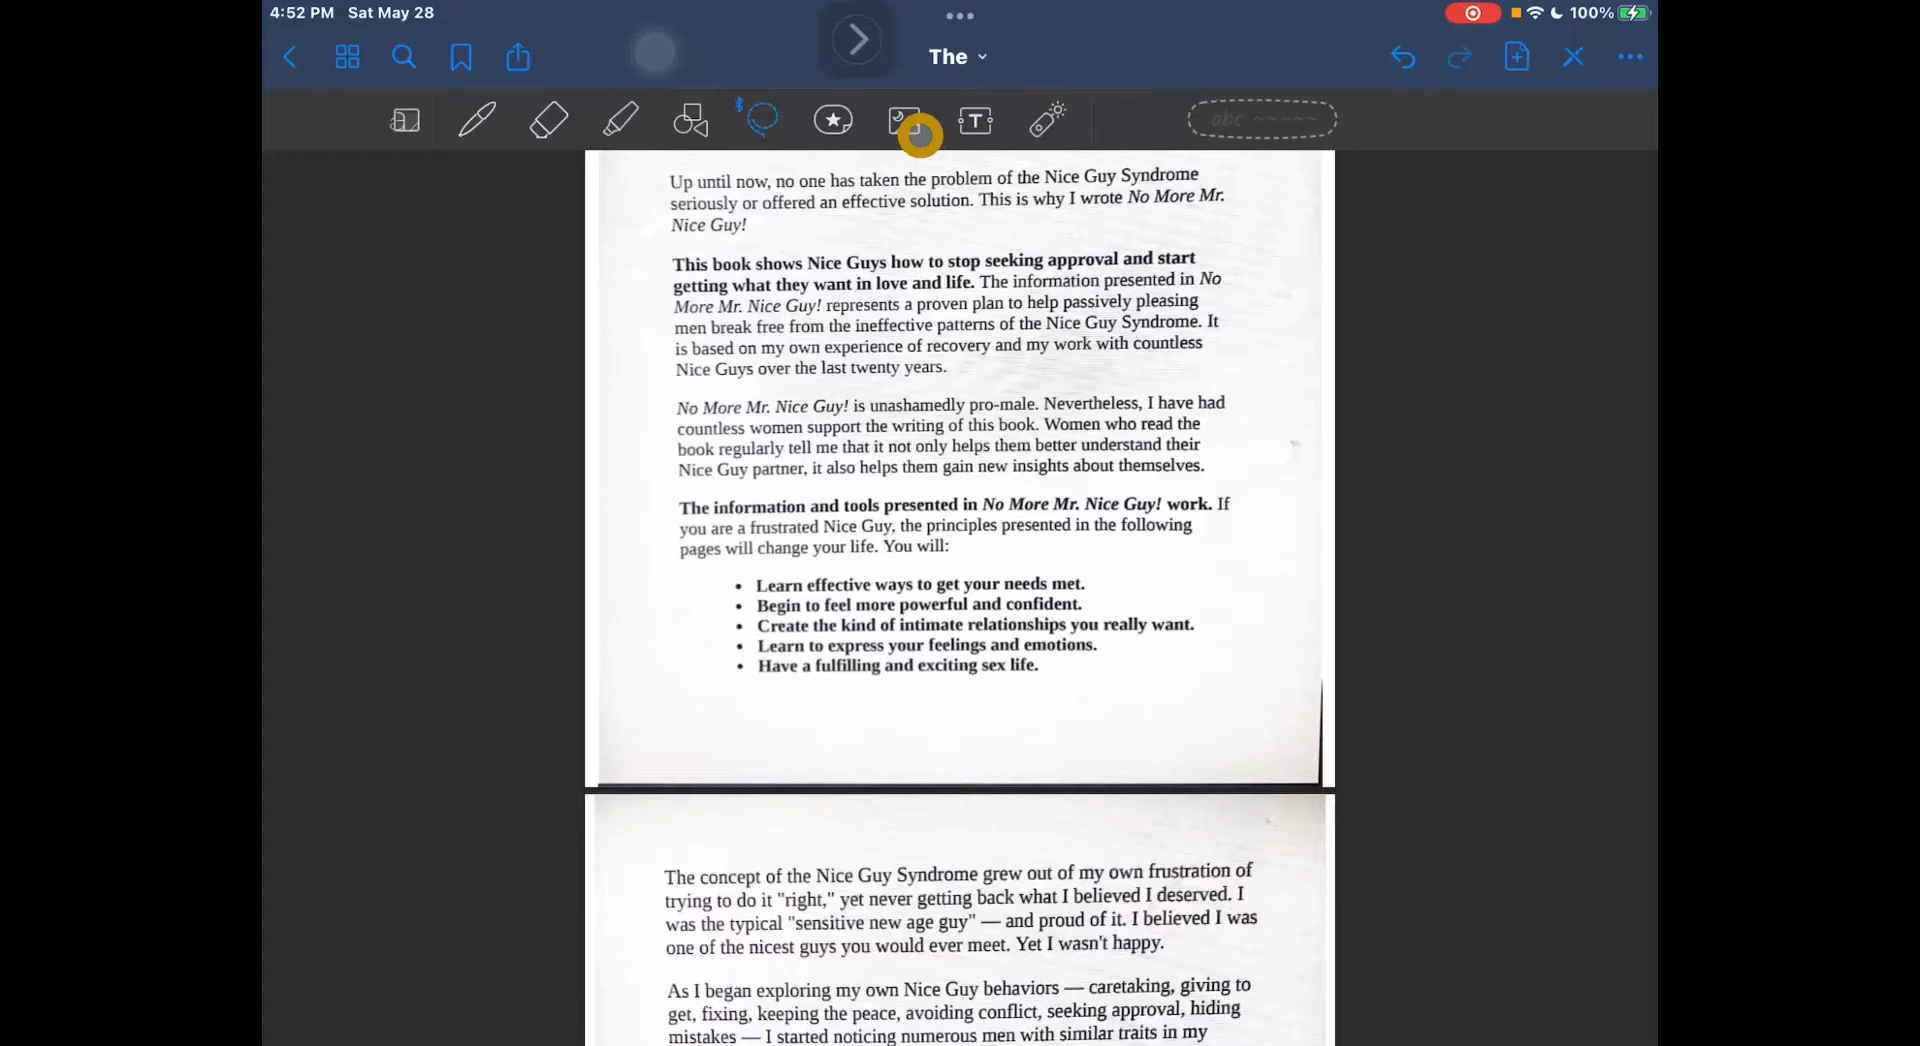 4:52 PM Sat May 28
100%
The
T
abc
Up until now, no one has taken the problem of the Nice Guy Syndrome
seriously or offered an effective solution. This is why I wrote No More Mr.
Nice Guy!
This book shows Nice Guys how to stop seeking approval and start
getting what they want in love and life. The information presented in No
More Mr. Nice Guy! represents a proven plan to help passively pleasing
men break free from the ineffective patterns of the Nice Guy Syndrome. It
is based on my own experience of recovery and my work with countless
Nice Guys over the last twenty years.
No More Mr. Nice Guy! is unashamedly pro-male. Nevertheless, I have had
countless women support the writing of this book. Women who read the
book regularly tell me that it not only helps them better understand their
Nice Guy partner, it also helps them gain new insights about themselves.
The information and tools presented in No More Mr. Nice Guy! work. If
you are a frustrated Nice Guy, the principles presented in the following
pages will change your life. You will:
• Learn effective ways to get your needs met.
• Begin to feel more powerful and confident.
• Create the kind of intimate relationships you really want.
• Learn to express your feelings and emotions.
• Have a fulfilling and exciting sex life.
The concept of the Nice Guy Syndrome grew out of my own frustration of
trying to do it "right," yet never getting back what I believed I deserved. I
was the typical "sensitive new age guy" — and proud of it. I believed I was
one of the nicest guys you would ever meet. Yet I wasn't happy.
As I began exploring my own Nice Guy behaviors — caretaking, giving to
get, fixing, keeping the peace, avoiding conflict, seeking approval, hiding
mistakes — I started noticing numerous men with similar traits in my